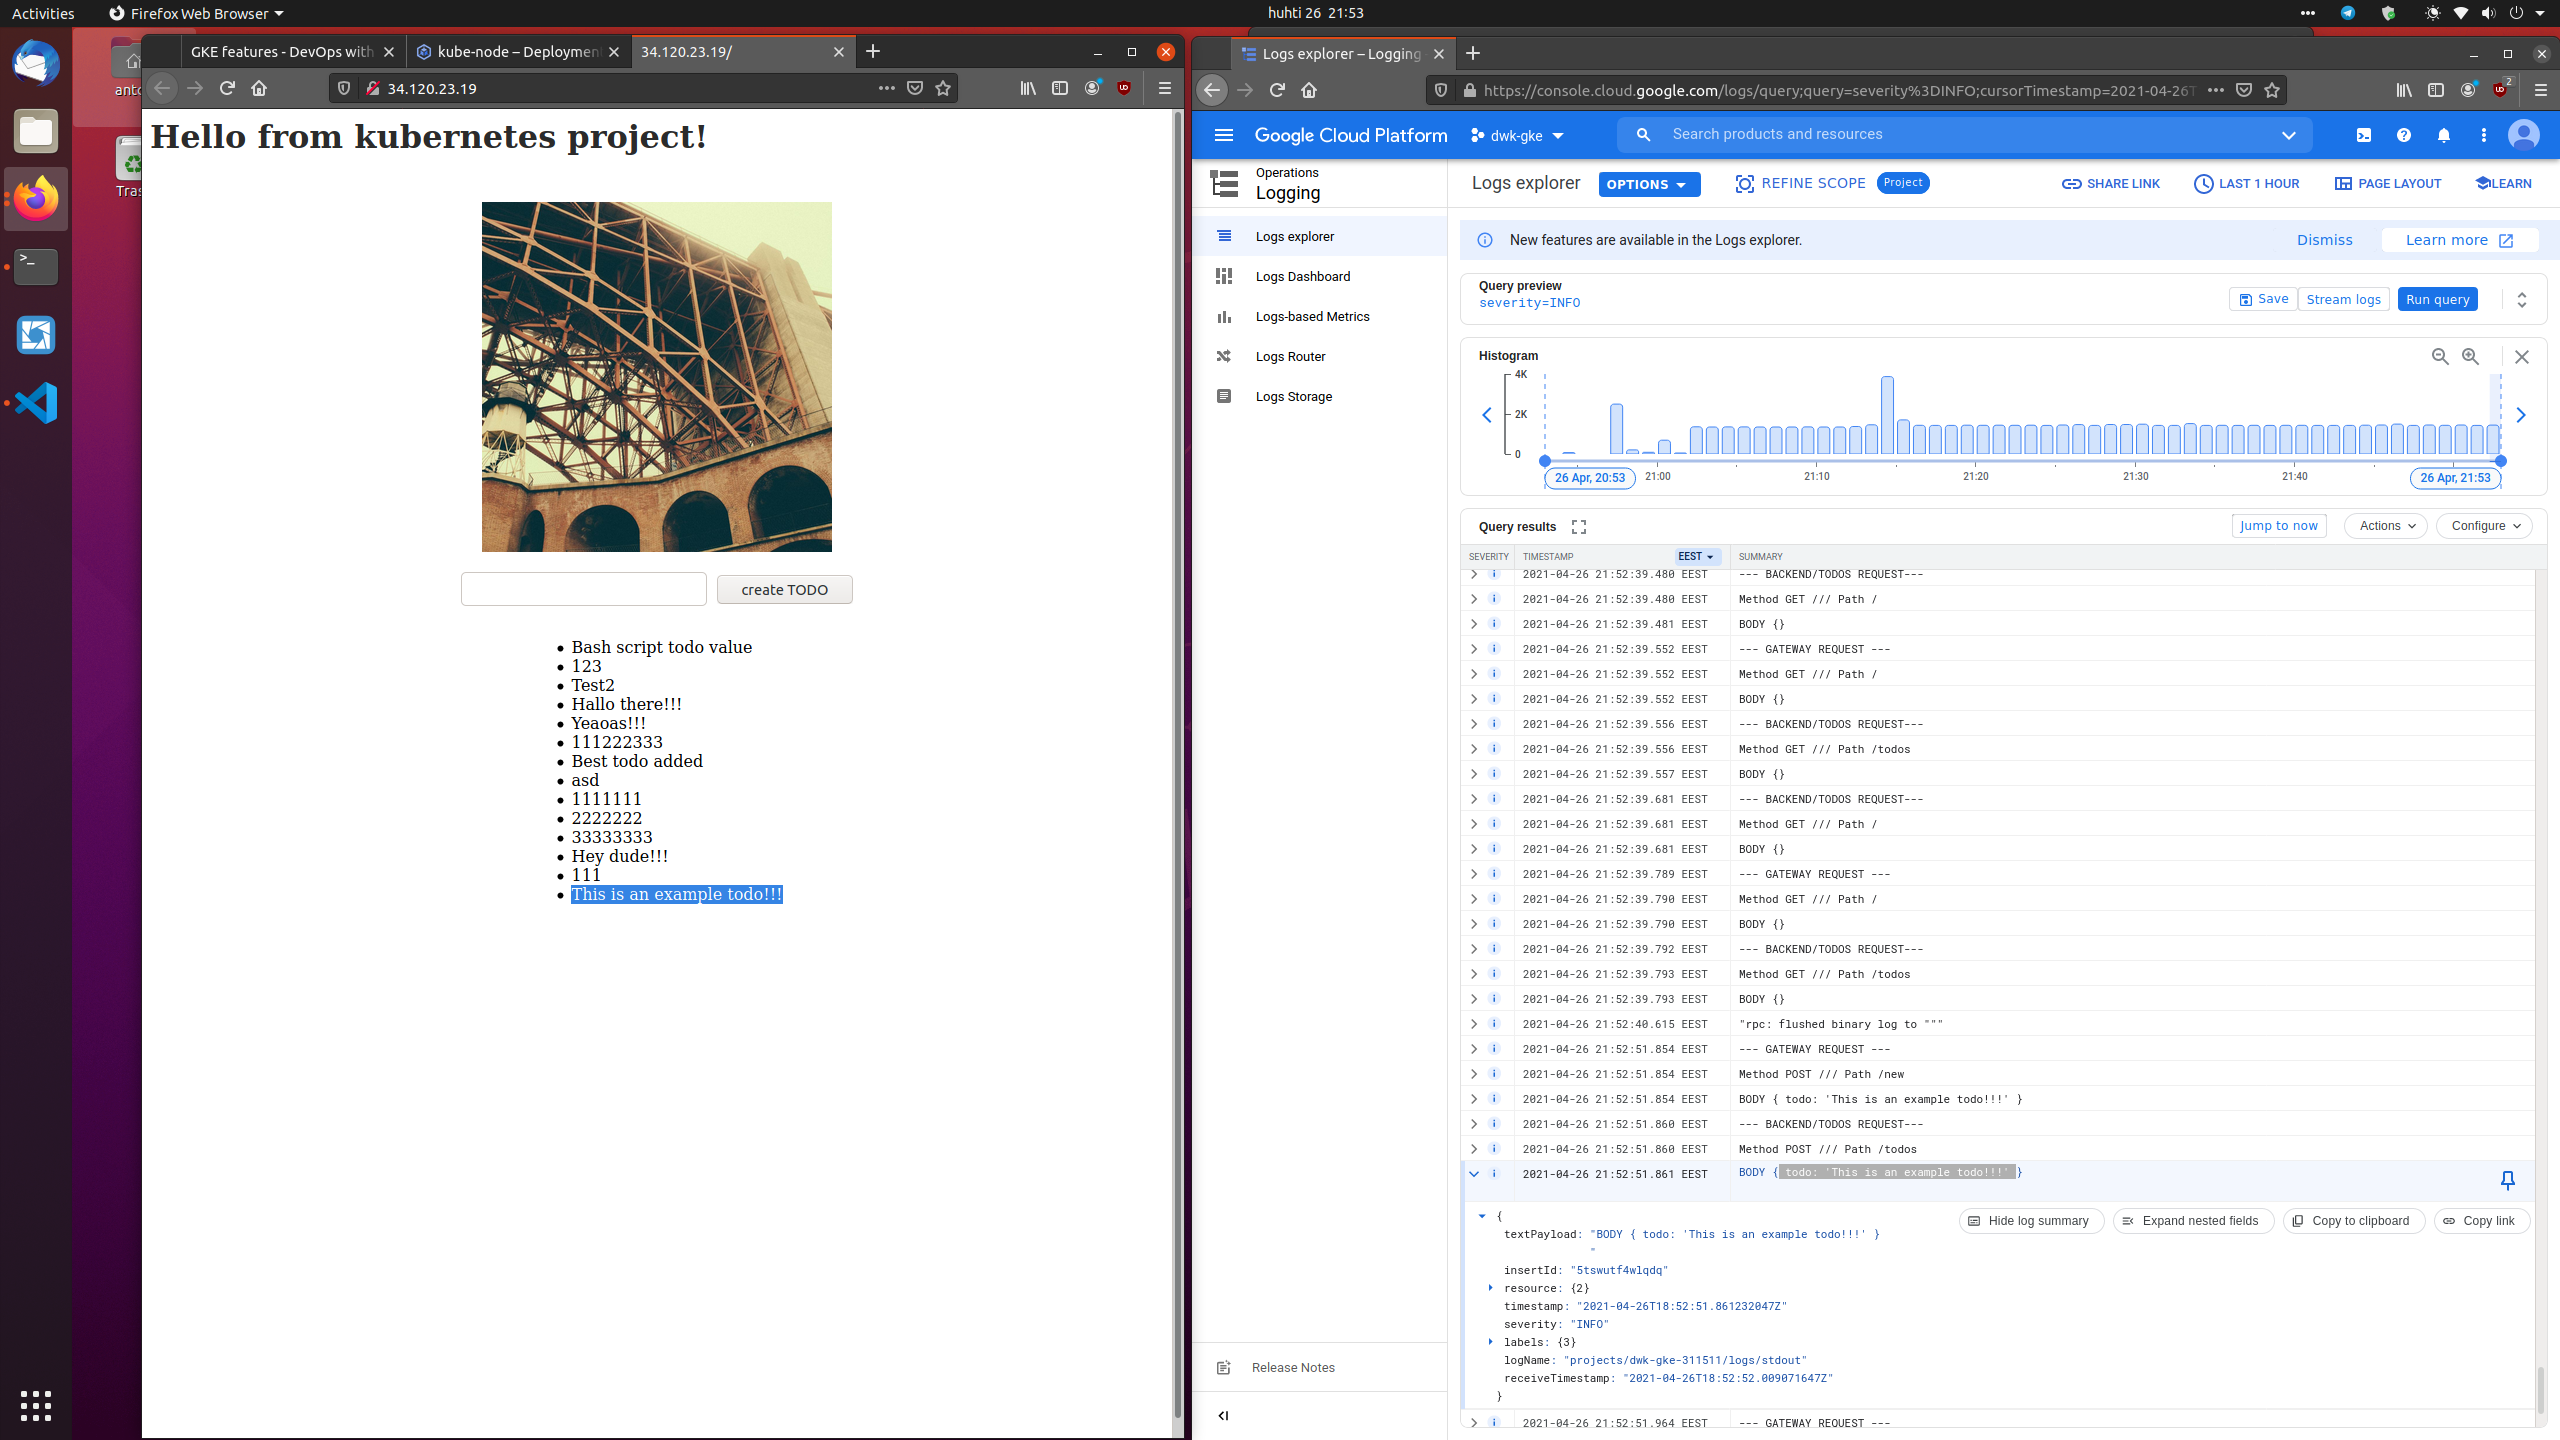 Activities
Firefox Web Browser
huhti 26 21:53
GKE features - DevOps with
kube-node – Deployment
34.120.23.19/
34.120.23.19
Trash
Hello from kubernetes project!
create TODO
Bash script todo value
123
Test2
Hallo there!!!
Yeaoas!!!
111222333
Best todo added
asd
1111111
2222222
33333333
Hey dude!!!
111
This is an example todo!!!
Logs explorer – Logging
https://console.cloud.google.com/logs/query;query=severity%3DINFO;cursorTimestamp=2021-04-26T
2
Google Cloud Platform
dwk-gke
Search products and resources
Operations
Logging
Logs explorer
OPTIONS
REFINE SCOPE
Project
SHARE LINK
LAST 1 HOUR
PAGE LAYOUT
LEARN
Logs explorer
Logs Dashboard
Logs-based Metrics
Logs Router
Logs Storage
Release Notes
New features are available in the Logs explorer.
Dismiss
Learn more
Query preview
severity=INFO
Save
Stream logs
Run query
Histogram
4K
2K
0
26 Apr, 20:53
21:00
21:10
21:20
21:30
21:40
26 Apr, 21:53
Query results
Jump to now
Actions
Configure
SEVERITY TIMESTAMP EEST SUMMARY
2021-04-26 21:52:39.480 EEST --- BACKEND/TODOS REQUEST---
2021-04-26 21:52:39.480 EEST Method GET /// Path /
2021-04-26 21:52:39.481 EEST BODY {}
2021-04-26 21:52:39.552 EEST --- GATEWAY REQUEST ---
2021-04-26 21:52:39.552 EEST Method GET /// Path /
2021-04-26 21:52:39.552 EEST BODY {}
2021-04-26 21:52:39.556 EEST --- BACKEND/TODOS REQUEST---
2021-04-26 21:52:39.556 EEST Method GET /// Path /todos
2021-04-26 21:52:39.557 EEST BODY {}
2021-04-26 21:52:39.681 EEST --- BACKEND/TODOS REQUEST---
2021-04-26 21:52:39.681 EEST Method GET /// Path /
2021-04-26 21:52:39.681 EEST BODY {}
2021-04-26 21:52:39.789 EEST --- GATEWAY REQUEST ---
2021-04-26 21:52:39.790 EEST Method GET /// Path /
2021-04-26 21:52:39.790 EEST BODY {}
2021-04-26 21:52:39.792 EEST --- BACKEND/TODOS REQUEST---
2021-04-26 21:52:39.793 EEST Method GET /// Path /todos
2021-04-26 21:52:39.793 EEST BODY {}
2021-04-26 21:52:40.615 EEST "rpc: flushed binary log to """
2021-04-26 21:52:51.854 EEST --- GATEWAY REQUEST ---
2021-04-26 21:52:51.854 EEST Method POST /// Path /new
2021-04-26 21:52:51.854 EEST BODY { todo: 'This is an example todo!!!' }
2021-04-26 21:52:51.860 EEST --- BACKEND/TODOS REQUEST---
2021-04-26 21:52:51.860 EEST Method POST /// Path /todos
2021-04-26 21:52:51.861 EEST BODY { todo: 'This is an example todo!!!' }
{
Hide log summary
Expand nested fields
Copy to clipboard
Copy link
textPayload: "BODY { todo: 'This is an example todo!!!' }
"
insertId: "5tswutf4wlqdq"
resource: {2}
timestamp: "2021-04-26T18:52:51.861232047Z"
severity: "INFO"
labels: {3}
logName: "projects/dwk-gke-311511/logs/stdout"
receiveTimestamp: "2021-04-26T18:52:52.009071647Z"
}
2021-04-26 21:52:51.964 EEST --- GATEWAY REQUEST ---